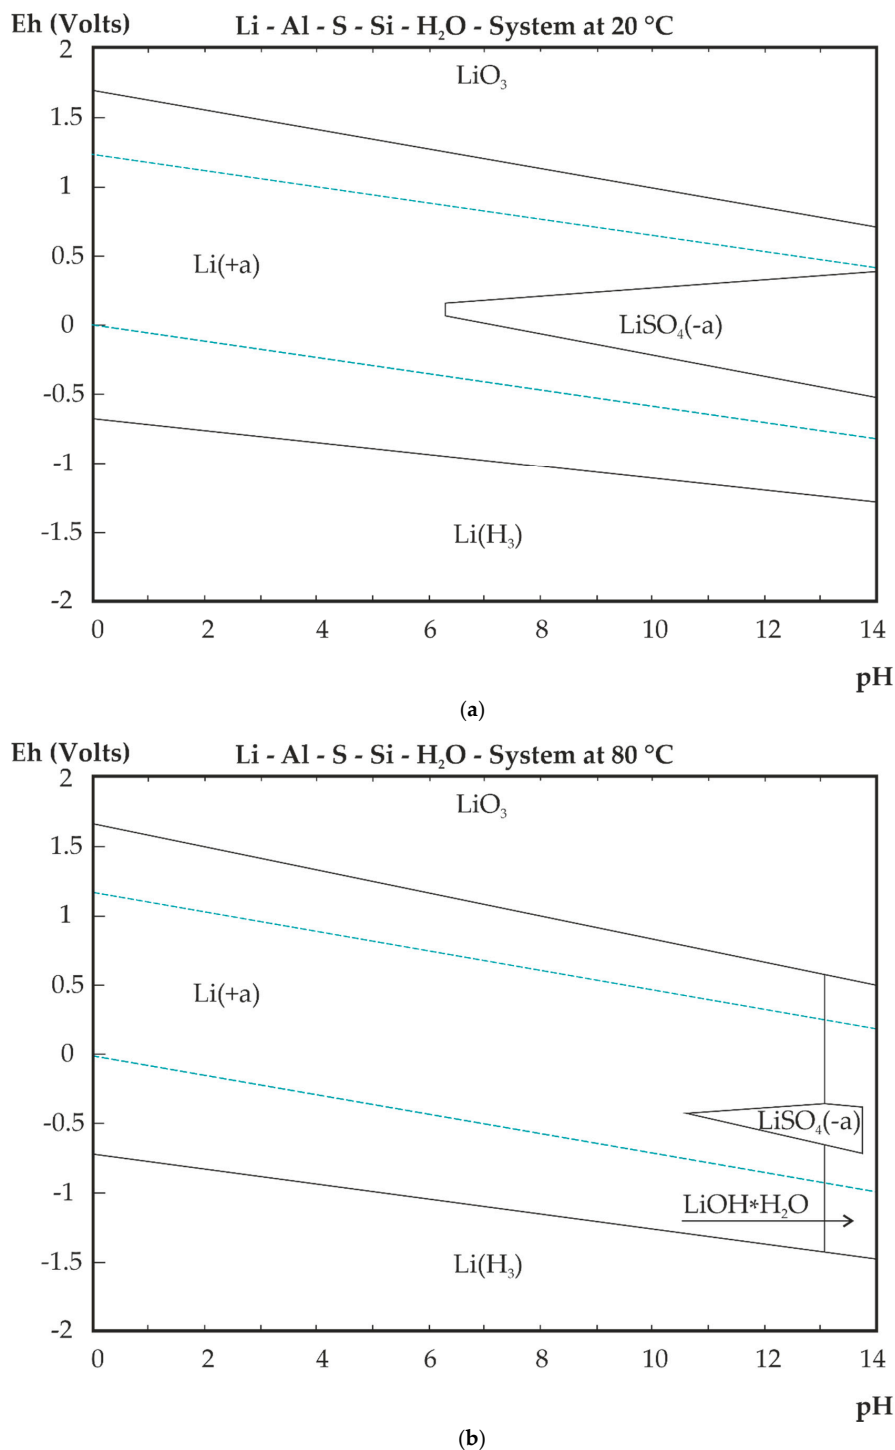 Eh (Volts) Li - Al - S - Si - H₂O - System at 20 °C
2
LiO₃
1.5
1
0.5
Li(+a)
LiSO₄(-a)
0
-0.5
-1
Li(H₃)
-1.5
-2
0 2 4 6 8 10 12 14
pH
(a)
Eh (Volts) Li - Al - S - Si - H₂O - System at 80 °C
2
LiO₃
1.5
1
0.5
Li(+a)
0
-0.5
LiSO₄(-a)
-1
LiOH*H₂O
Li(H₃)
-1.5
-2
0 2 4 6 8 10 12 14
pH
(b)